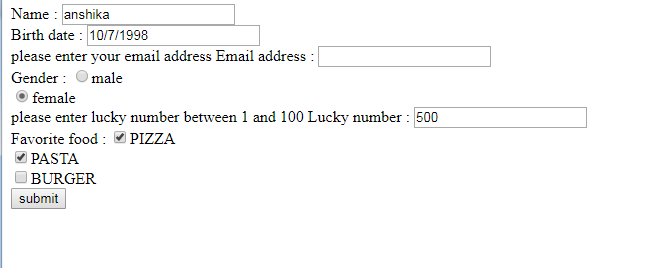 Name : anshika
Birth date : 10/7/1998
please enter your email address Email address :
Gender : male
female
please enter lucky number between 1 and 100 Lucky number : 500
Favorite food : PIZZA
PASTA
BURGER
submit